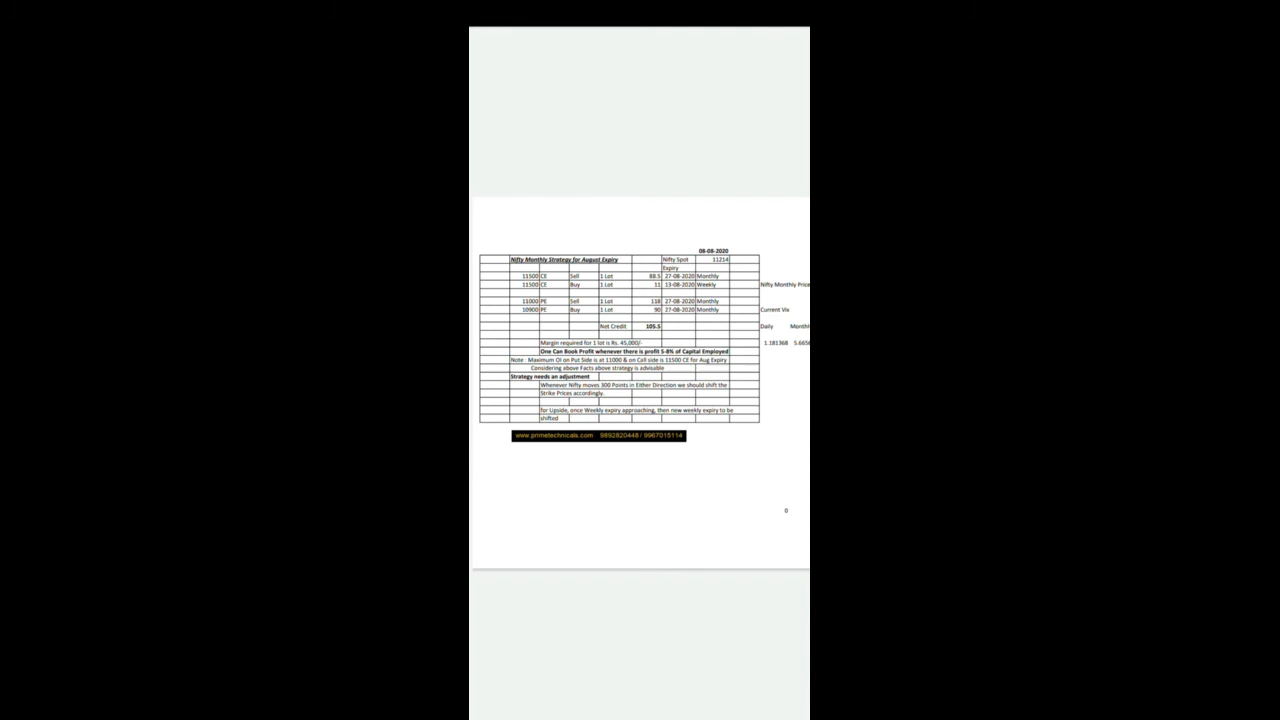 08-08-2020
Nifty Monthly Strategy for August Expiry Nifty Spot 11214
Expiry
11500 CE Sell 1 Lot 88.5 27-08-2020 Monthly
11500 CE Buy 1 Lot 11 13-08-2020 Weekly Nifty Monthly Price
11000 PE Sell 1 Lot 118 27-08-2020 Monthly
10900 PE Buy 1 Lot 90 27-08-2020 Monthly Current Vix
Net Credit 105.5 Daily Monthl
Margin required for 1 lot is Rs. 45,000/- 1.181368 5.6656
One Can Book Profit whenever there is profit 5-8% of Capital Employed
Note : Maximum OI on Put Side is at 11000 & on Call side is 11500 CE for Aug Expiry
Considering above Facts above strategy is advisable
Strategy needs an adjustment
Whenever Nifty moves 300 Points in Either Direction we should shift the
Strike Prices accordingly.
for Upside, once Weekly expiry approaching, then new weekly expiry to be
shifted
www.primetechnicals.com 9892820448 / 9967015114
0